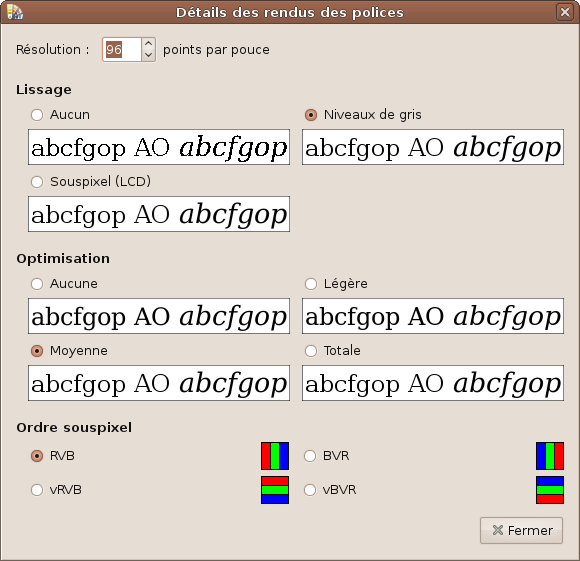 Détails des rendus des polices
Résolution : 96 points par pouce
Lissage
Aucun Niveaux de gris
abcfgop AO abcfgop abcfgop AO abcfgop
Souspixel (LCD)
abcfgop AO abcfgop
Optimisation
Aucune Légère
abcfgop AO abcfgop abcfgop AO abcfgop
Moyenne Totale
abcfgop AO abcfgop abcfgop AO abcfgop
Ordre souspixel
RVB BVR
vRVB vBVR
Fermer